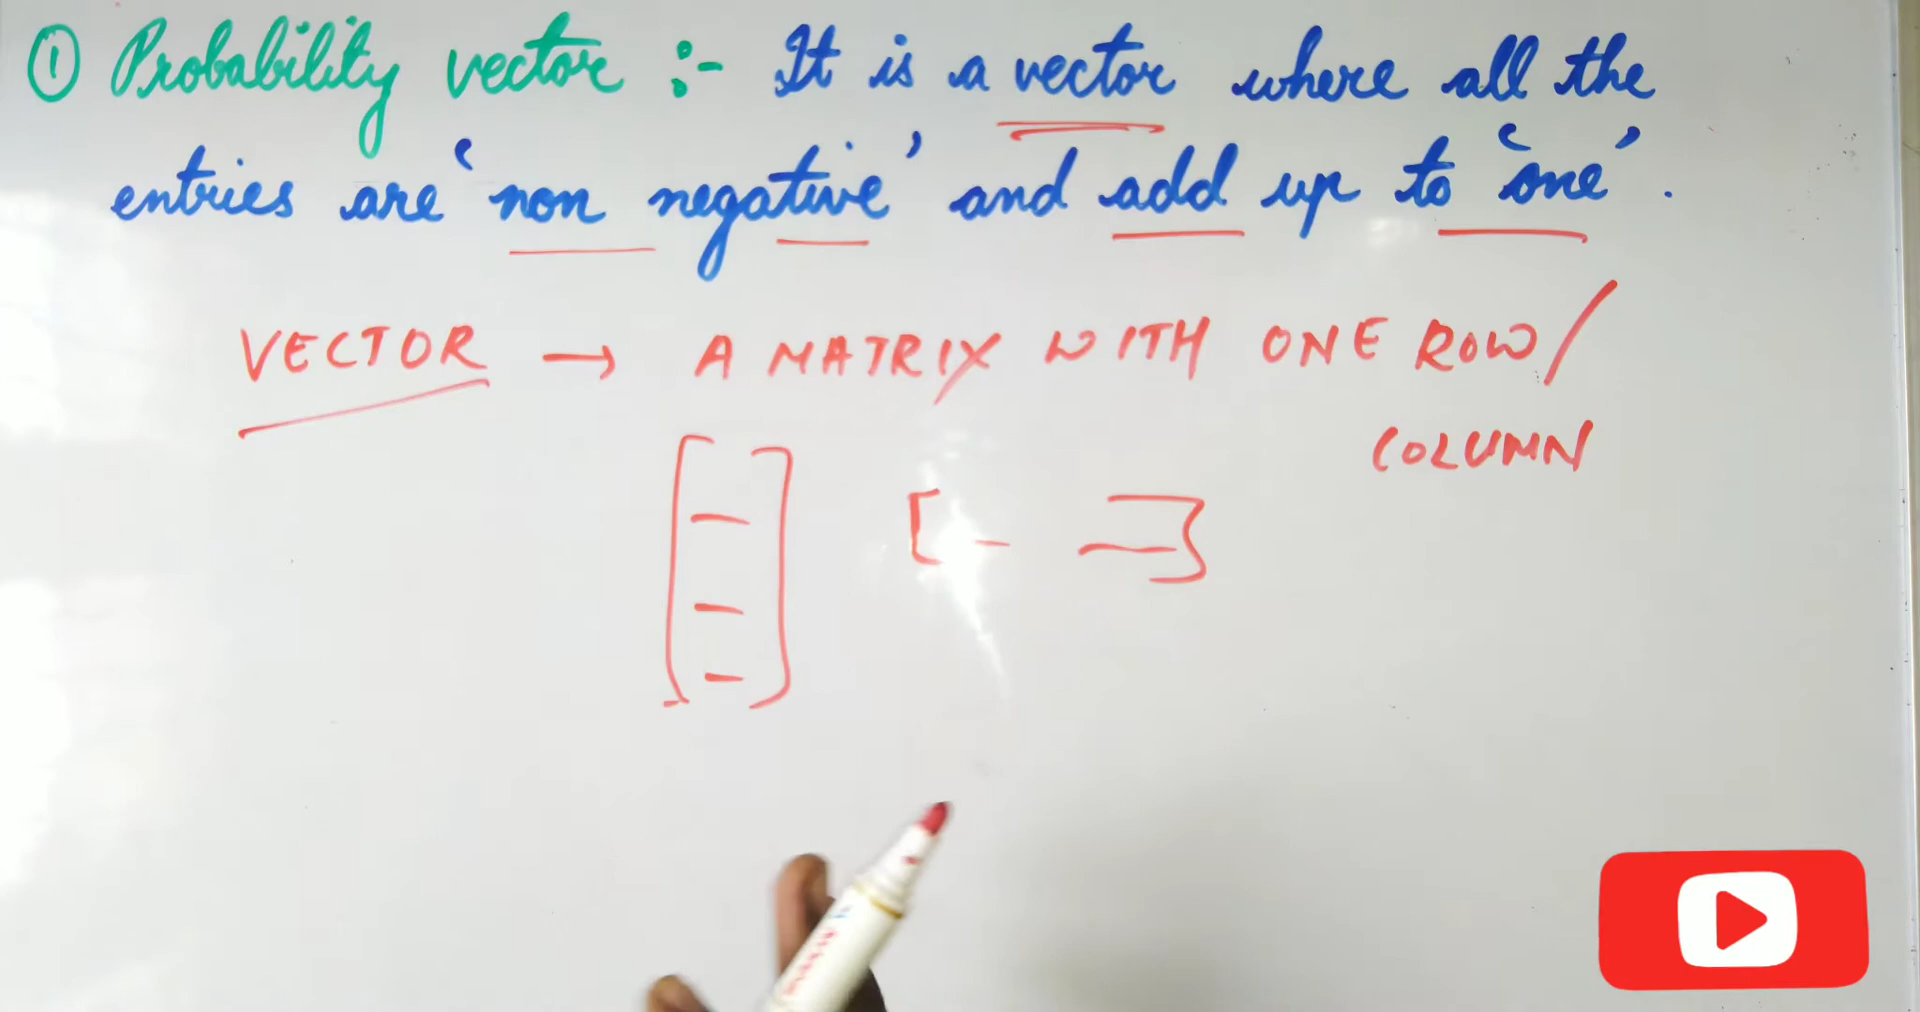 ① Probability vector :- It is a vector where all the
entries are ‘non negative’ and add up to ‘one’.
VECTOR → A MATRIX WITH ONE ROW/
COLUMN